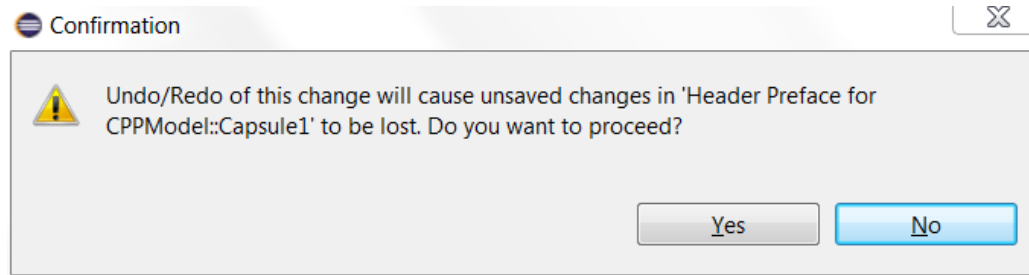 Confirmation
Undo/Redo of this change will cause unsaved changes in 'Header Preface for
CPPModel::Capsule1' to be lost. Do you want to proceed?
Yes
No